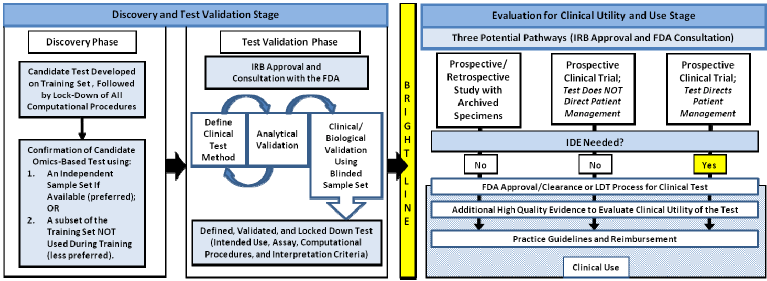 Discovery and Test Validation Stage
Discovery Phase
Candidate Test Developed
on Training Set, Followed
by Lock-Down of All
Computational Procedures
Confirmation of Candidate
Omics-Based Test using:
1. An Independent
Sample Set If
Available (preferred);
OR
2. A subset of the
Training Set NOT
Used During Training
(less preferred).
Test Validation Phase
IRB Approval and
Consultation with the FDA
Define
Clinical
Test
Method
Analytical
Validation
Clinical/
Biological
Validation
Using
Blinded
Sample Set
Defined, Validated, and Locked Down Test
(Intended Use, Assay, Computational
Procedures, and Interpretation Criteria)
BRIGHT LINE
Evaluation for Clinical Utility and Use Stage
Three Potential Pathways (IRB Approval and FDA Consultation)
Prospective/
Retrospective
Study with
Archived
Specimens
Prospective
Clinical Trial;
Test Does NOT
Direct Patient
Management
Prospective
Clinical Trial;
Test Directs
Patient
Management
IDE Needed?
No
No
Yes
FDA Approval/Clearance or LDT Process for Clinical Test
Additional High Quality Evidence to Evaluate Clinical Utility of the Test
Practice Guidelines and Reimbursement
Clinical Use